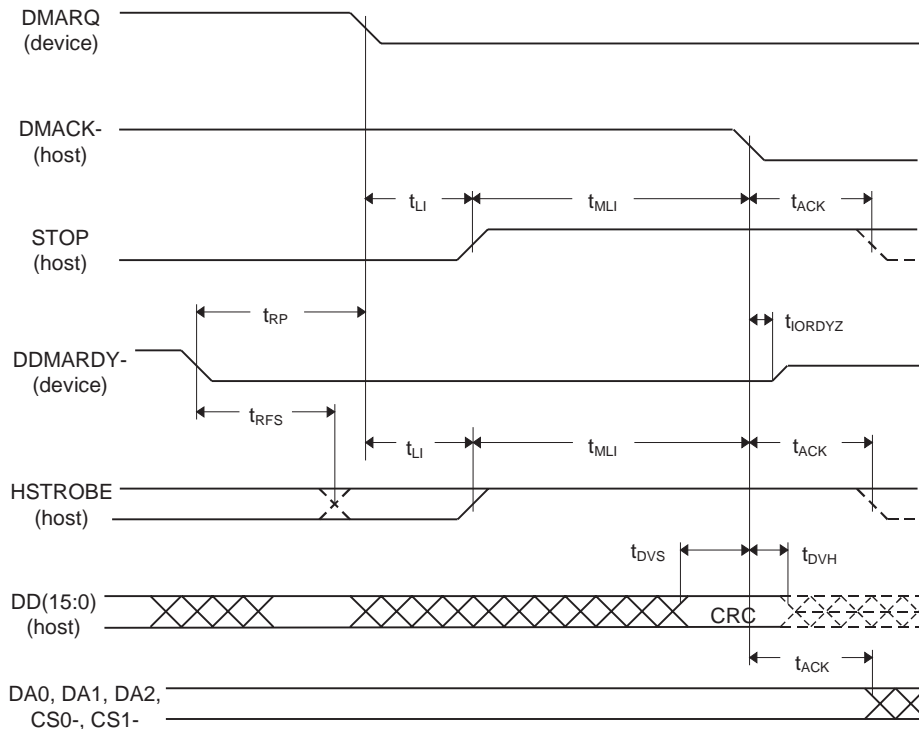 DMARQ
(device)
DMACK-
(host)
tLI
tMLI
tACK
STOP
(host)
tRP
tIORDYZ
DDMARDY-
(device)
tRFS
tLI
tMLI
tACK
HSTROBE
(host)
tDVS
tDVH
DD(15:0)
(host)
CRC
tACK
DA0, DA1, DA2,
CS0-, CS1-